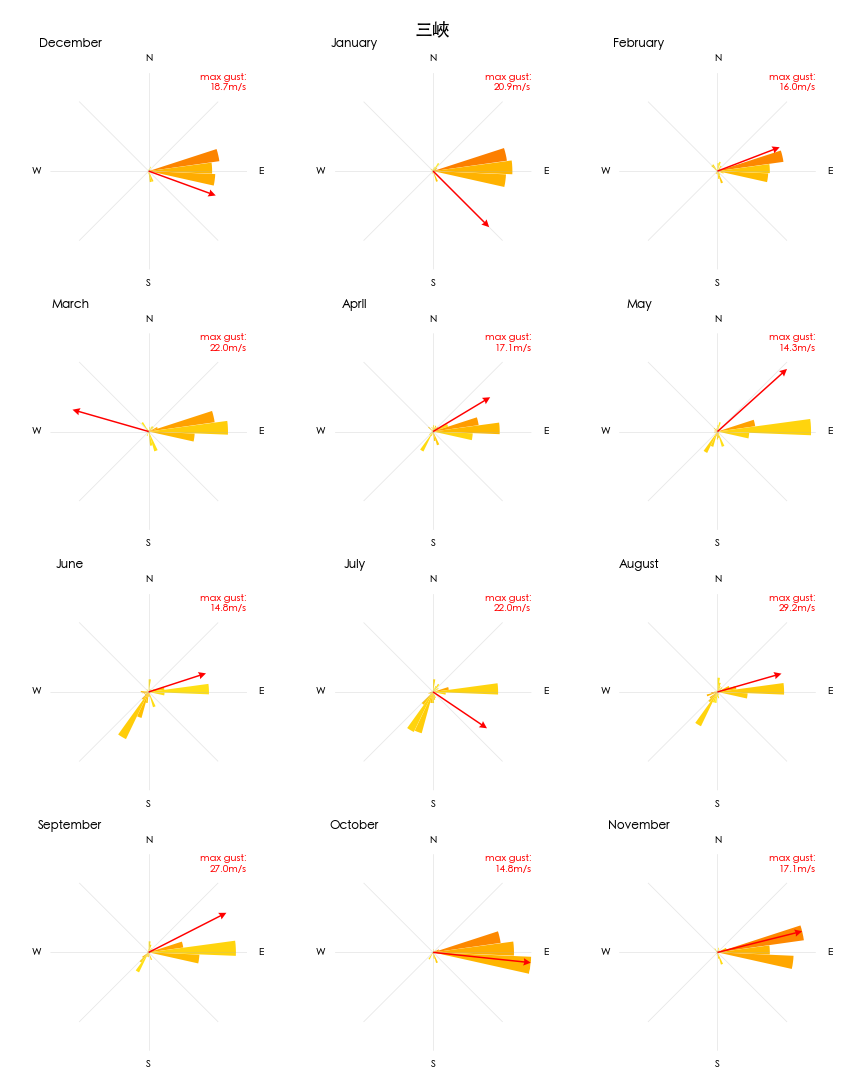 三峽
December
January
February
N
N
N
max gust:
18.7m/s
max gust:
20.9m/s
max gust:
16.0m/s
W
E
W
E
W
E
S
S
S
March
April
May
N
N
N
max gust:
22.0m/s
max gust:
17.1m/s
max gust:
14.3m/s
W
E
W
E
W
E
S
S
S
June
July
August
N
N
N
max gust:
14.8m/s
max gust:
22.0m/s
max gust:
29.2m/s
W
E
W
E
W
E
S
S
S
September
October
November
N
N
N
max gust:
27.0m/s
max gust:
14.8m/s
max gust:
17.1m/s
W
E
W
E
W
E
S
S
S